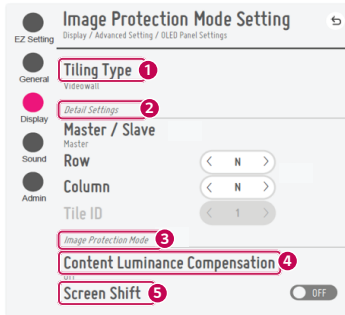 Image Protection Mode Setting
Display / Advanced Setting / OLED Panel Settings
EZ Setting
General
Display
Sound
Admin
Tiling Type 1
Videowall
Detail Settings 2
Master / Slave
Master
Row < N >
Column < N >
Tile ID < 1 >
Image Protection Mode 3
Content Luminance Compensation 4
Off
Screen Shift 5 OFF